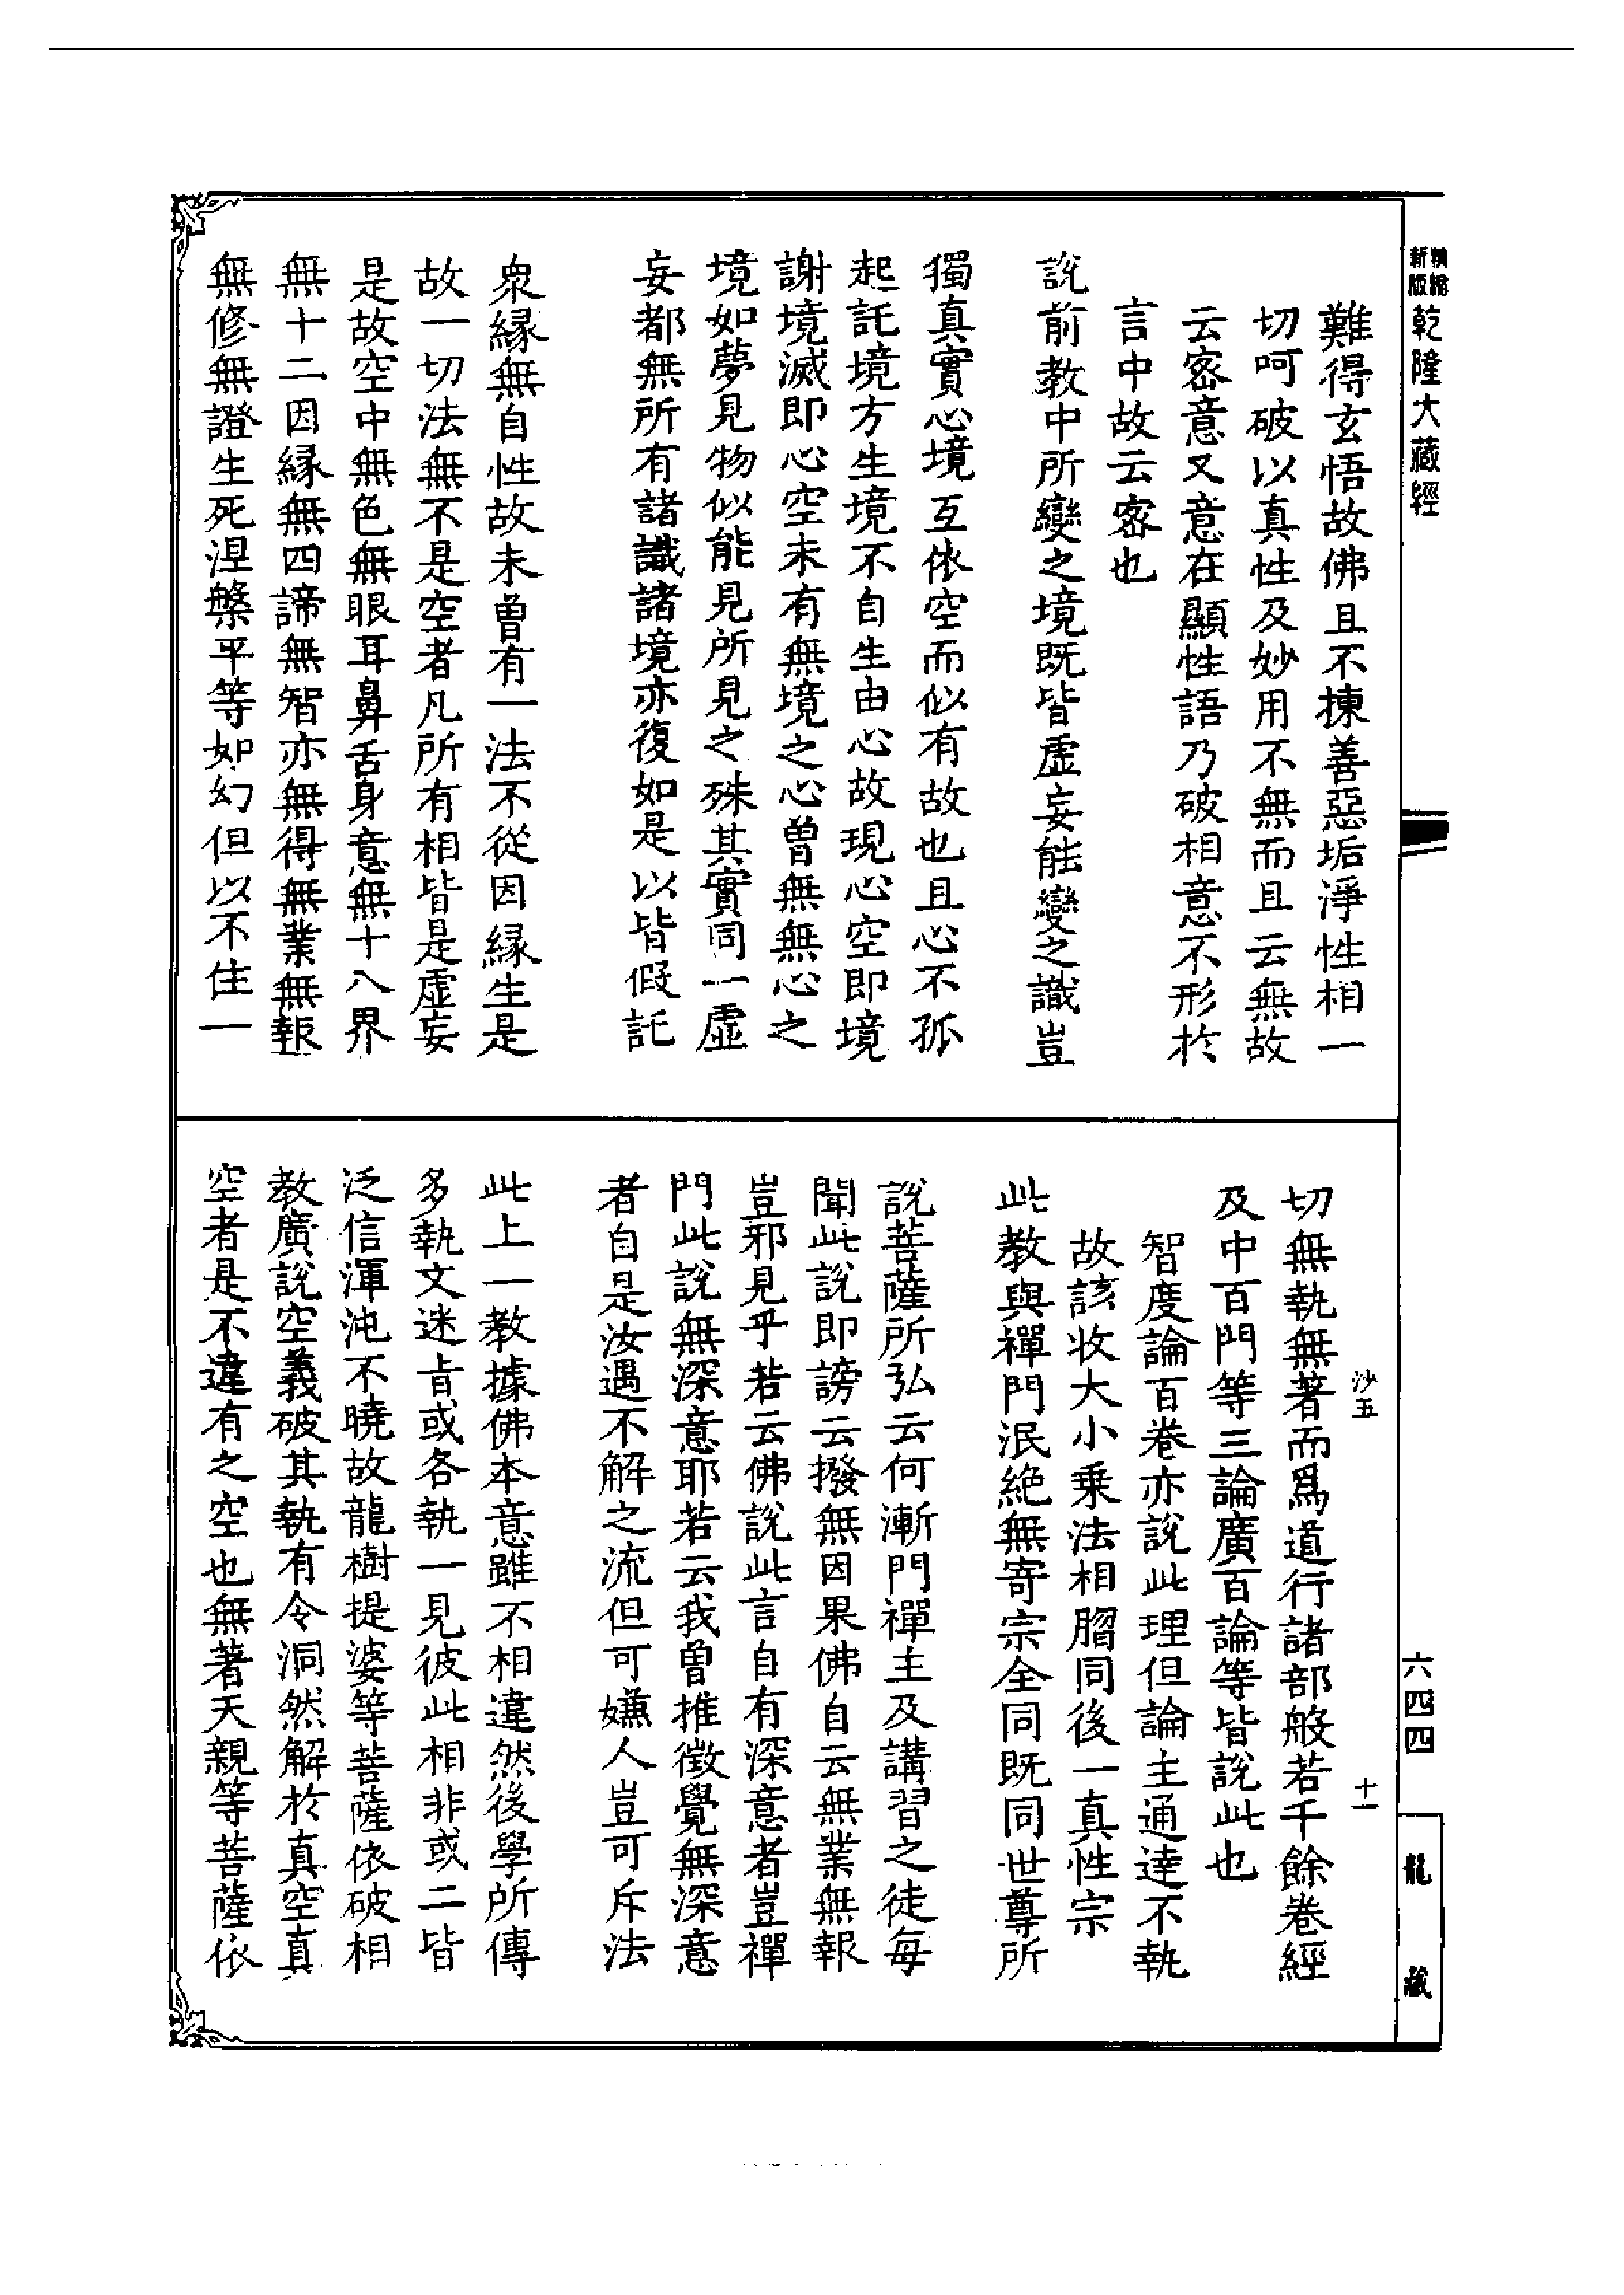 新版精縮乾隆大藏經
難得玄悟故佛且不揀善惡垢淨性相一
切呵破以真性及妙用不無而且云無故
云密意又意在顯性語乃破相意不形於
言中故云密也
說前教中所變之境既皆虛妄能變之識豈
獨真實心境互依空而似有故也且心不孤
起託境方生境不自生由心故現心空即境
謝境滅即心空未有無境之心曾無無心之
境如夢見物似能見所見之殊其實同一虛
妄都無所有諸識諸境亦復如是以皆假託
衆緣無自性故未曾有一法不從因緣生是
故一切法無不是空者凡所有相皆是虛妄
是故空中無色無眼耳鼻舌身意無十八界
無十二因緣無四諦無智亦無得無業無報
無修無證生死涅槃平等如幻但以不住一
沙五
十一
切無執無著而爲道行諸部般若千餘卷經
及中百門等三論廣百論等皆說此也
智度論百卷亦說此理但論主通達不執
故該收大小乘法相㳷同後一真性宗
此教與禪門泯絶無寄宗全同既同世尊所
說菩薩所弘云何漸門禪主及講習之徒每
聞此說即謗云撥無因果佛自云無業無報
豈邪見乎若云佛說此言自有深意者豈禪
門此說無深意耶若云我曾推徵覺無深意
者自是汝遇不解之流但可嫌人豈可斥法
此上一教據佛本意雖不相違然後學所傳
多執文迷旨或各執一見彼此相非或二皆
泛信渾沌不曉故龍樹提婆等菩薩依破相
教廣說空義破其執有令洞然解於真空真
空者是不違有之空也無著天親等菩薩依
六四四
龍藏